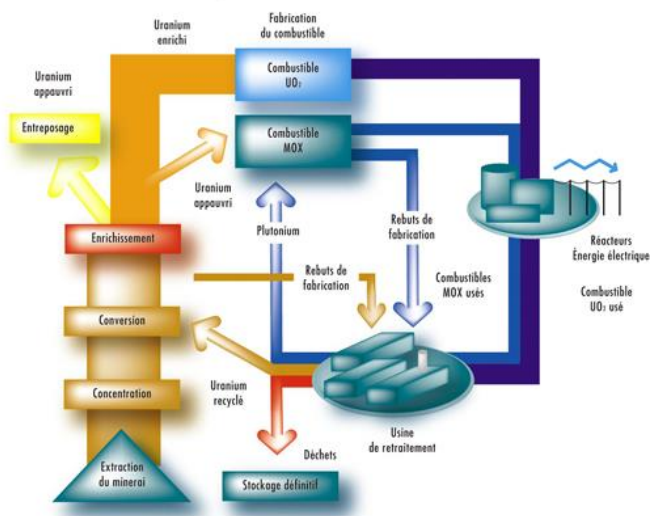 Uranium
enrichi
Fabrication
du combustible
Uranium
appauvri
Combustible
UO₂
Entreposage
Combustible
MOX
Uranium
appauvri
Plutonium
Rebuts de
fabrication
Réacteurs
Énergie électrique
Enrichissement
Rebuts de
fabrication
Combustibles
MOX usés
Combustible
UO₂ usé
Conversion
Concentration
Uranium
recyclé
Usine
de retraitement
Extraction
du minerai
Déchets
Stockage définitif